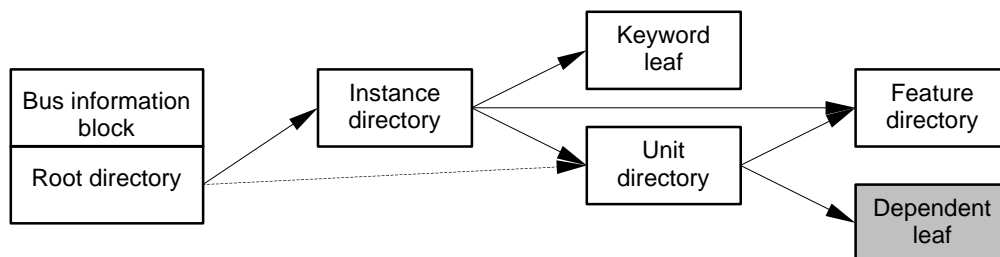 Keyword
leaf
Bus information
block
Instance
directory
Feature
directory
Root directory
Unit
directory
Dependent
leaf